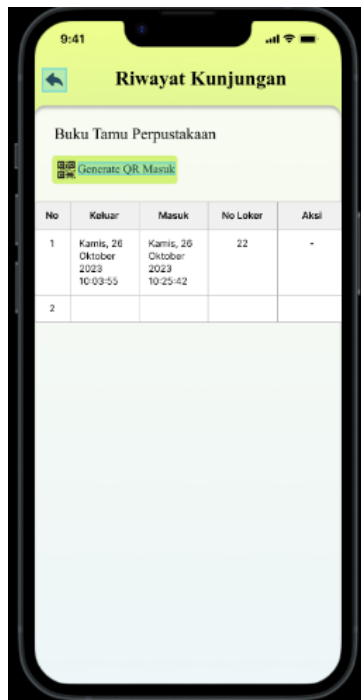 9:41
Riwayat Kunjungan
Buku Tamu Perpustakaan
Generate QR Masuk
No Keluar Masuk No Loker Aksi
1 Kamis, 26 Oktober 2023 10:03:55 Kamis, 26 Oktober 2023 10:25:42 22 -
2